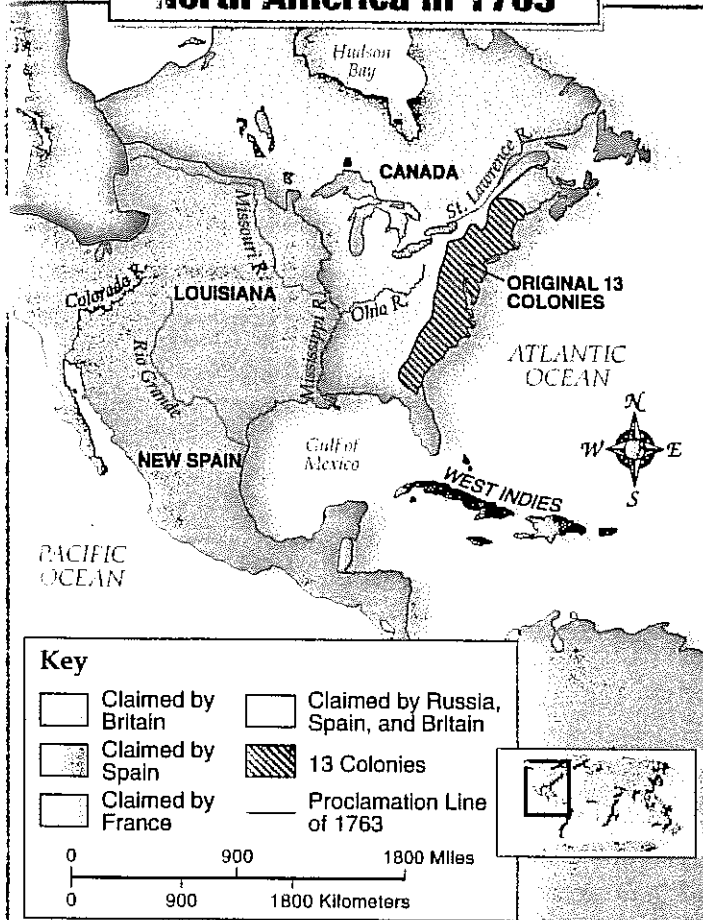 North America in 1763
Hudson
Bay
CANADA
St. Lawrence R.
Missouri R.
Colorado R.
LOUISIANA
Ohio R.
Mississippi R.
ORIGINAL 13
COLONIES
Rio Grande
ATLANTIC
OCEAN
N
W
E
S
NEW SPAIN
Gulf of
Mexico
WEST INDIES
PACIFIC
OCEAN
Key
Claimed by
Britain
Claimed by Russia,
Spain, and Britain
Claimed by
Spain
13 Colonies
Claimed by
France
Proclamation Line
of 1763
0 900 1800 Miles
0 900 1800 Kilometers